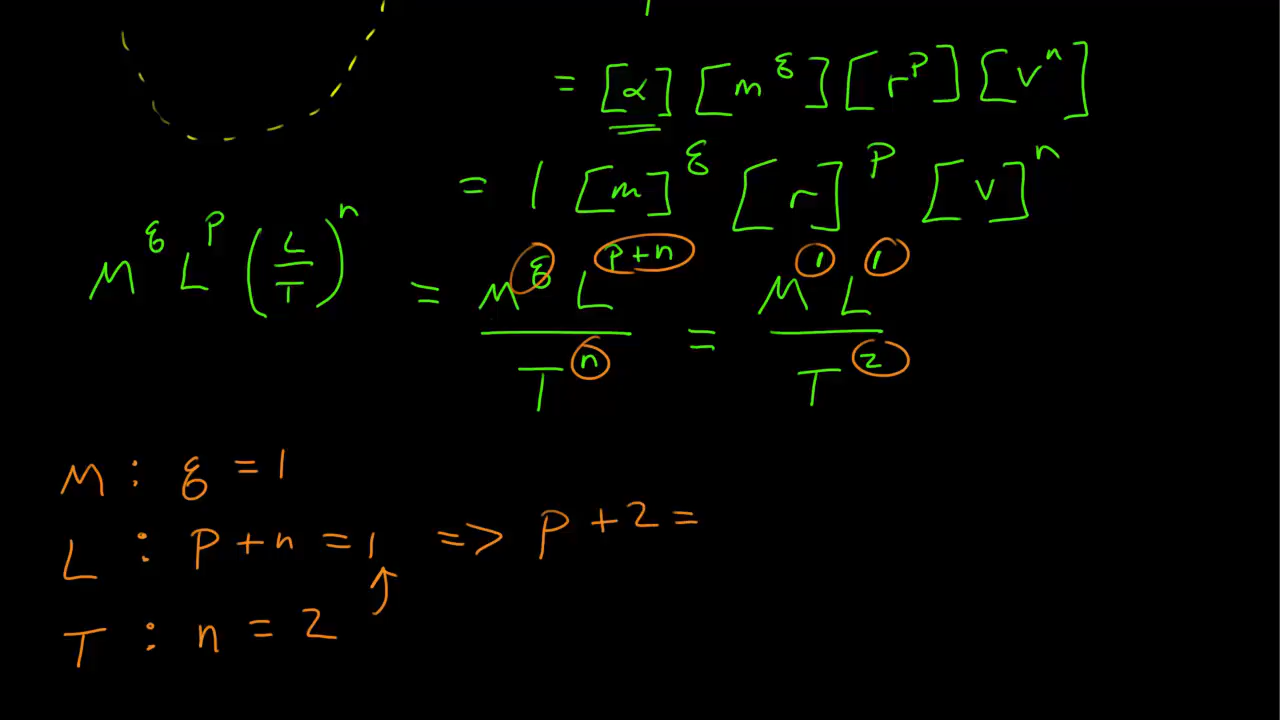 = [α] [m^q] [r^p] [v^n]
= 1 [m]^q [r]^p [v]^n
M^q L^p (L/T)^n = M^q L^(p+n) / T^n = M^1 L^1 / T^2
M : q = 1
L : p + n = 1 => p + 2 =
T : n = 2